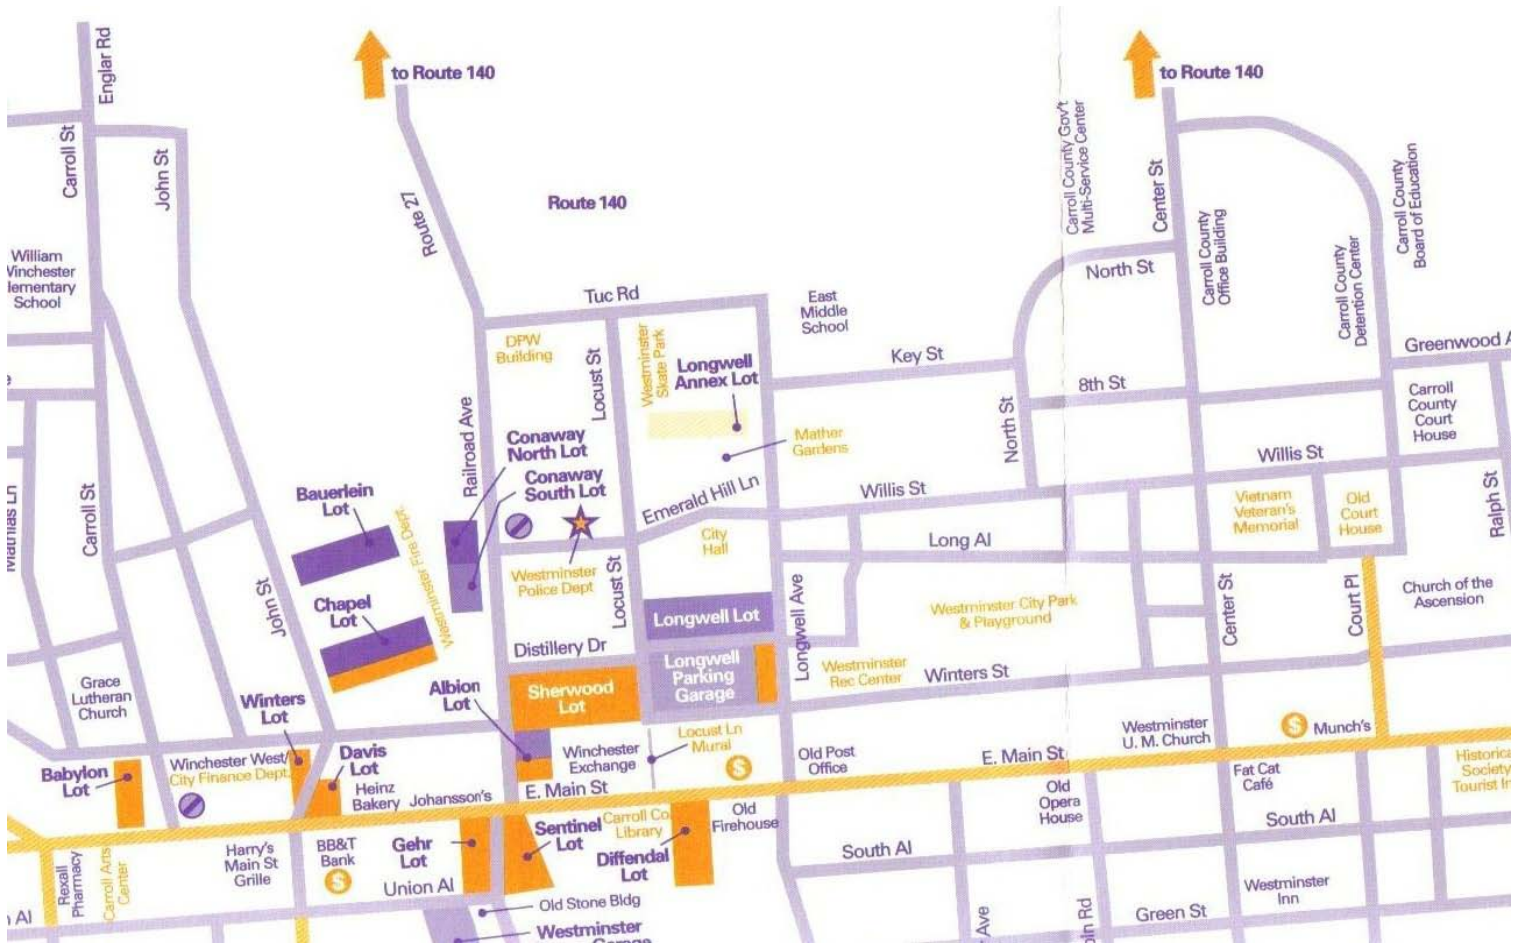 Englar Rd
to Route 140
to Route 140
Carroll St
John St
Route 27
Route 140
Carroll County Gov't
Multi-Service Center
Center St
Carroll County
Office Building
Carroll County
Detention Center
Carroll County
Board of Education
William
Winchester
lementary
School
North St
Tuc Rd
East
Middle
School
DPW
Building
Locust St
Westminster
Skate Park
Longwell
Annex Lot
Key St
8th St
Greenwood A
Carroll
County
Court
House
Railroad Ave
Conaway
North Lot
Conaway
South Lot
Mather
Gardens
North St
Willis St
Willis St
Emerald Hill Ln
Bauerlein
Lot
Westminster Fire Dept.
Mathias Ln
Carroll St
City
Hall
Long Al
Vietnam
Veteran's
Memorial
Old
Court
House
Ralph St
John St
Chapel
Lot
Westminster
Police Dept
Locust St
Longwell Lot
Longwell Ave
Westminster City Park
& Playground
Center St
Court Pl
Church of the
Ascension
Distillery Dr
Longwell
Parking
Garage
Westminster
Rec Center
Winters St
Grace
Lutheran
Church
Winters
Lot
Albion
Lot
Sherwood
Lot
Locust Ln
Mural
$
Old Post
Office
E. Main St
Westminster
U. M. Church
$
Munch's
Babylon
Lot
Winchester West/
City Finance Dept.
Davis
Lot
Heinz
Bakery
Johansson's
Winchester
Exchange
E. Main St
Old
Opera
House
Fat Cat
Café
Historica
Society
Tourist In
Rexall
Pharmacy
Carroll Arts
Center
Harry's
Main St
Grille
BB&T
Bank
$
Gehr
Lot
Sentinel
Lot
Carroll Co.
Library
Diffendal
Lot
Old
Firehouse
South Al
South Al
Union Al
Old Stone Bldg
Westminster
Westminster
Inn
Green St
Al
Ave
Rd